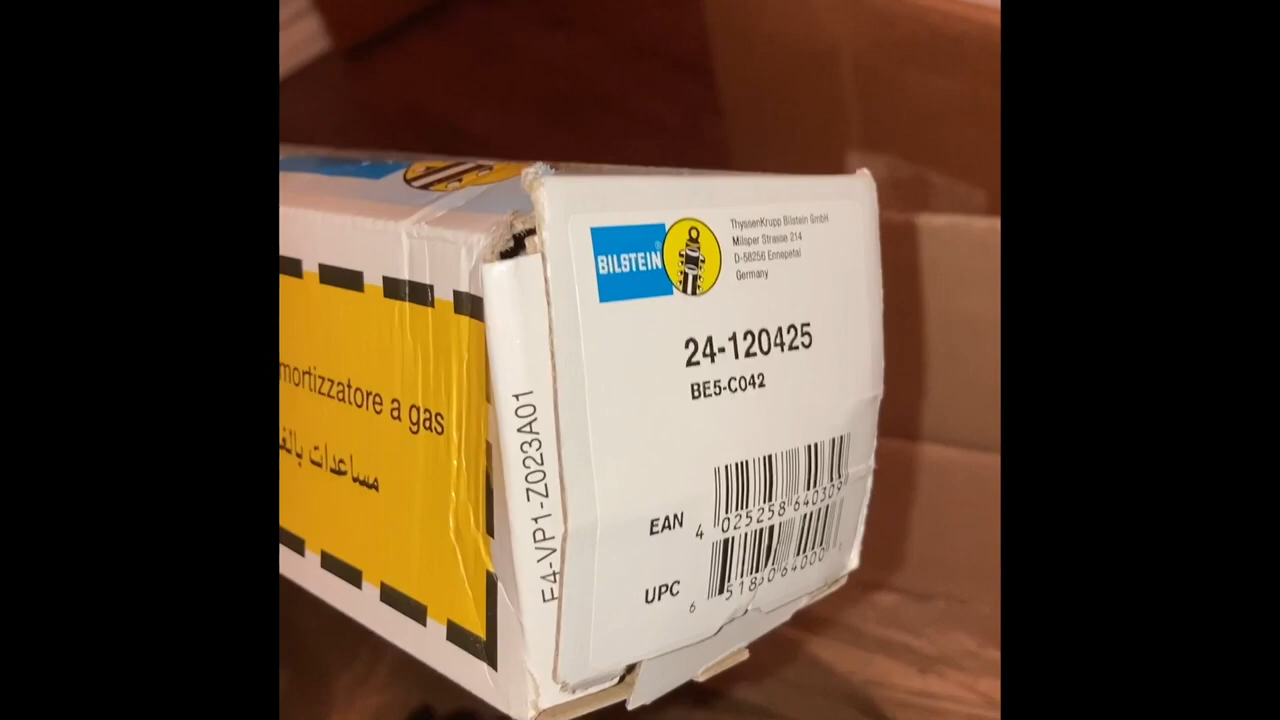 BILSTEIN®
ThyssenKrupp Bilstein GmbH
Milsper Strasse 214
D-58256 Ennepetal
Germany
24-120425
BE5-C042
EAN
4 025258 640309
UPC
6
F4-VP1-Z023A01
mortizzatore a gas
مساعدات